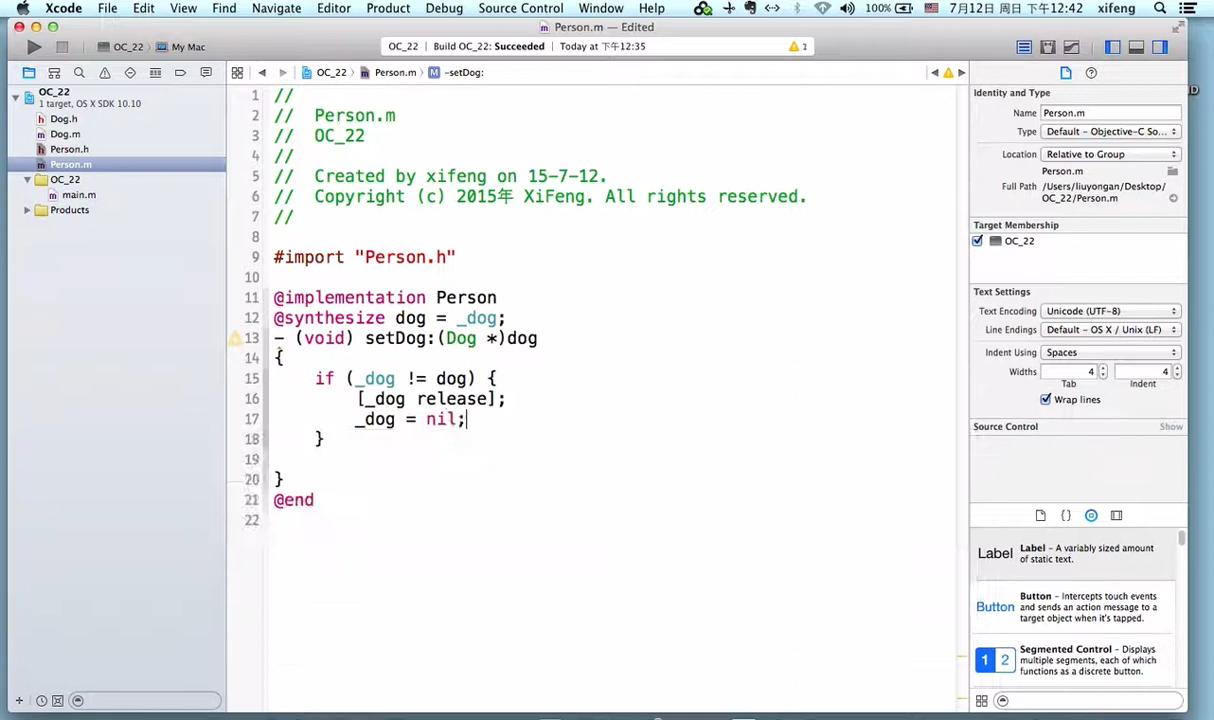 Xcode File Edit View Find Navigate Editor Product Debug Source Control Window Help 100% 7月12日 周日 下午12:42 xifeng
Person.m — Edited
OC_22 My Mac
OC_22 Build OC_22: Succeeded Today at 下午12:35 1
OC_22 Person.m M -setDog:
OC_22
1 target, OS X SDK 10.10
h Dog.h
m Dog.m
h Person.h
m Person.m
OC_22
m main.m
Products
1 //
2 // Person.m
3 // OC_22
4 //
5 // Created by xifeng on 15-7-12.
6 // Copyright (c) 2015年 XiFeng. All rights reserved.
7 //
8
9 #import "Person.h"
10
11 @implementation Person
12 @synthesize dog = _dog;
13 - (void) setDog:(Dog *)dog
14 {
15 if (_dog != dog) {
16 [_dog release];
17 _dog = nil;
18 }
19
20 }
21 @end
22
Identity and Type
Name Person.m
Type Default - Objective-C So...
Location Relative to Group
Person.m
Full Path /Users/liuyongan/Desktop/
OC_22/Person.m
Target Membership
OC_22
Text Settings
Text Encoding Unicode (UTF-8)
Line Endings Default - OS X / Unix (LF)
Indent Using Spaces
Widths 4 4
Tab Indent
Wrap lines
Source Control Show
Label Label - A variably sized amount
of static text.
Button Button - Intercepts touch events
and sends an action message to a
target object when it's tapped.
1 2 Segmented Control - Displays
multiple segments, each of which
functions as a discrete button.